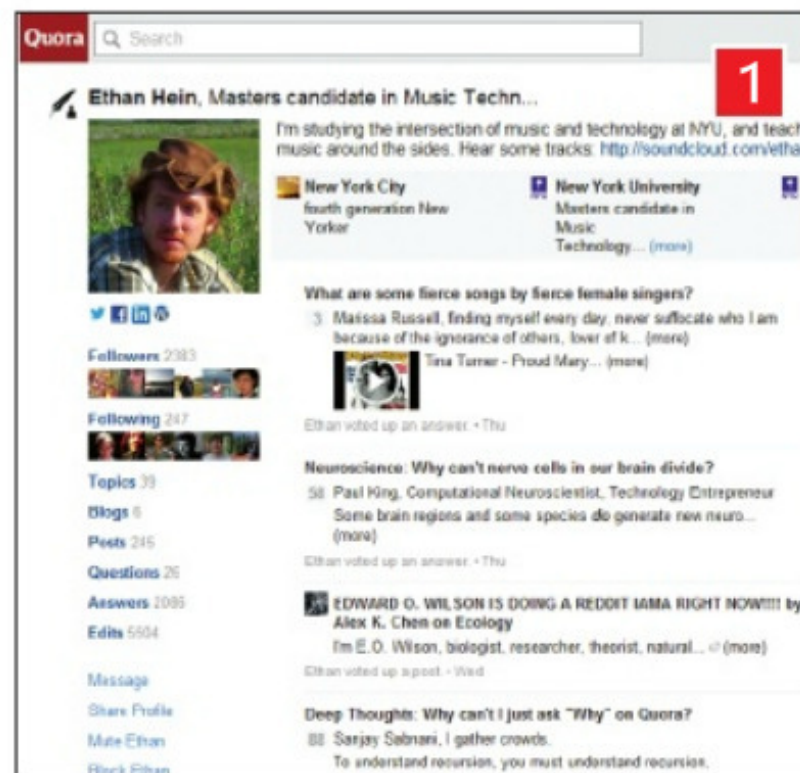 Quora
Search
1
Ethan Hein, Masters candidate in Music Techn...
I'm studying the intersection of music and technology at NYU, and teach
music around the sides. Hear some tracks: http://soundcloud.com/etha
New York City
fourth generation New
Yorker
New York University
Masters candidate in
Music
Technology... (more)
Followers 2383
Following 247
Topics 39
Blogs 6
Posts 245
Questions 26
Answers 2085
Edits 5504
Message
Share Profile
Mute Ethan
Block Ethan
What are some fierce songs by fierce female singers?
3 Marissa Russell, finding myself every day, never suffocate who I am
because of the ignorance of others, lover of k... (more)
Tina Turner - Proud Mary... (more)
Ethan voted up an answer. • Thu
Neuroscience: Why can't nerve cells in our brain divide?
58 Paul King, Computational Neuroscientist, Technology Entrepreneur
Some brain regions and some species do generate new neuro...
(more)
Ethan voted up an answer. • Thu
EDWARD O. WILSON IS DOING A REDDIT IAMA RIGHT NOW!!!! by
Alex K. Chen on Ecology
I'm E.O. Wilson, biologist, researcher, theorist, natural... (more)
Ethan voted up a post. • Wed
Deep Thoughts: Why can't I just ask "Why" on Quora?
88 Sanjay Sabnani, I gather crowds.
To understand recursion, you must understand recursion.